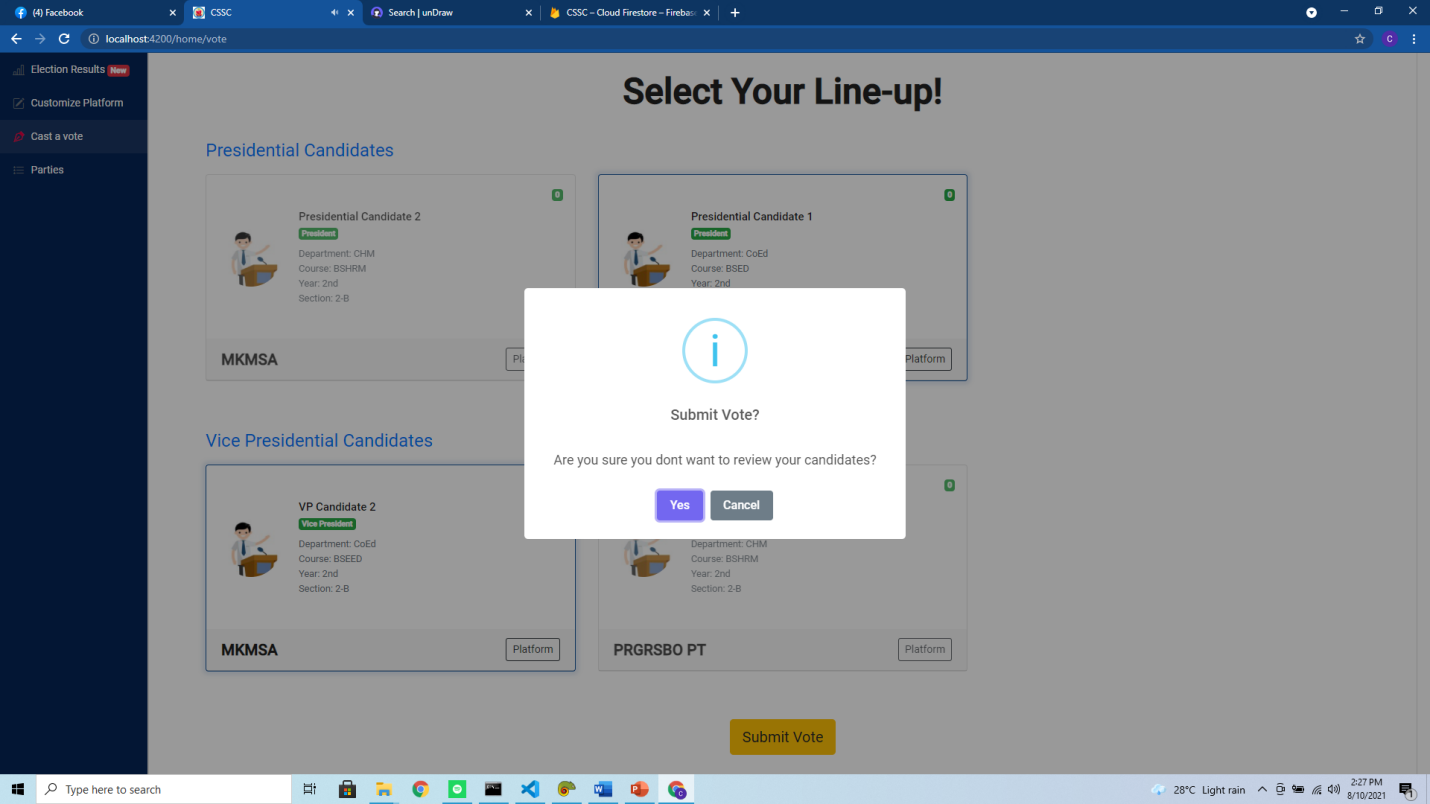 (4) Facebook
CSSC
Search | unDraw
CSSC – Cloud Firestore – Firebase
localhost:4200/home/vote
C
Election Results New
Customize Platform
Cast a vote
Parties
Select Your Line-up!
Presidential Candidates
0
Presidential Candidate 2
President
Department: CHM
Course: BSHRM
Year: 2nd
Section: 2-B
MKMSA
0
Presidential Candidate 1
President
Department: CoEd
Course: BSED
Year: 2nd
Platform
Submit Vote?
Are you sure you dont want to review your candidates?
Yes
Cancel
Vice Presidential Candidates
VP Candidate 2
Vice President
Department: CoEd
Course: BSEED
Year: 2nd
Section: 2-B
MKMSA
Platform
0
Department: CHM
Course: BSHRM
Year: 2nd
Section: 2-B
PRGRSBO PT
Platform
Submit Vote
Type here to search
28°C Light rain
2:27 PM
8/10/2021
1